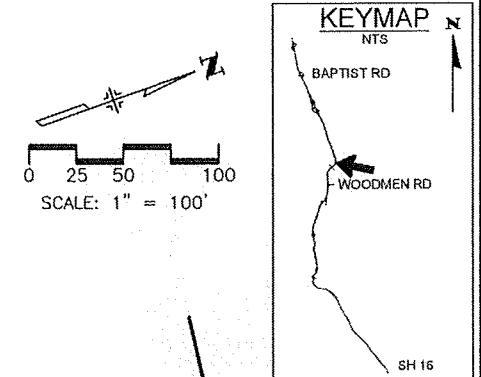 KEYMAP N
NTS
BAPTIST RD
WOODMEN RD
SH 16
N
0 25 50 100
SCALE: 1" = 100'